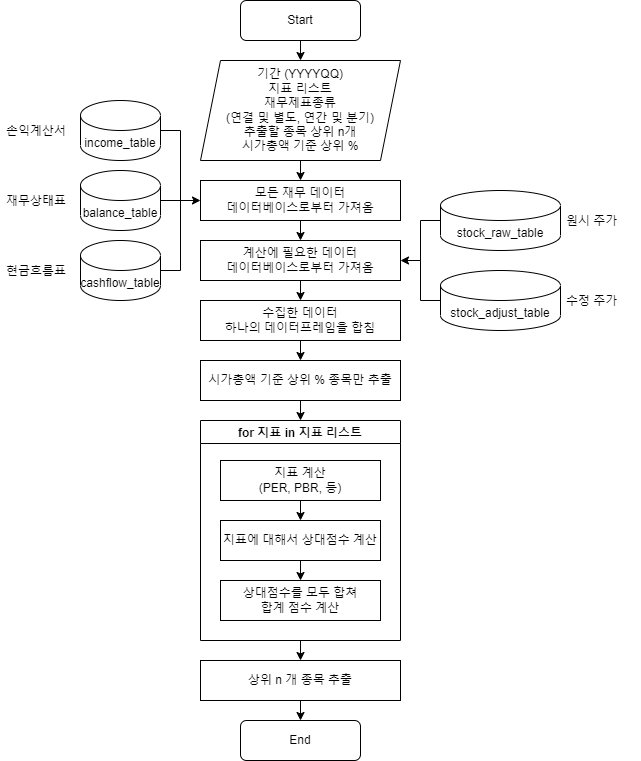 Start
기간 (YYYYQQ)
지표 리스트
재무제표종류
(연결 및 별도, 연간 및 분기)
추출할 종목 상위 n개
시가총액 기준 상위 %
손익계산서
income_table
재무상태표
balance_table
현금흐름표
cashflow_table
모든 재무 데이터
데이터베이스로부터 가져옴
계산에 필요한 데이터
데이터베이스로부터 가져옴
stock_raw_table
원시 주가
stock_adjust_table
수정 주가
수집한 데이터
하나의 데이터프레임을 합침
시가총액 기준 상위 % 종목만 추출
for 지표 in 지표 리스트
지표 계산
(PER, PBR, 등)
지표에 대해서 상대점수 계산
상대점수를 모두 합쳐
합계 점수 계산
상위 n 개 종목 추출
End